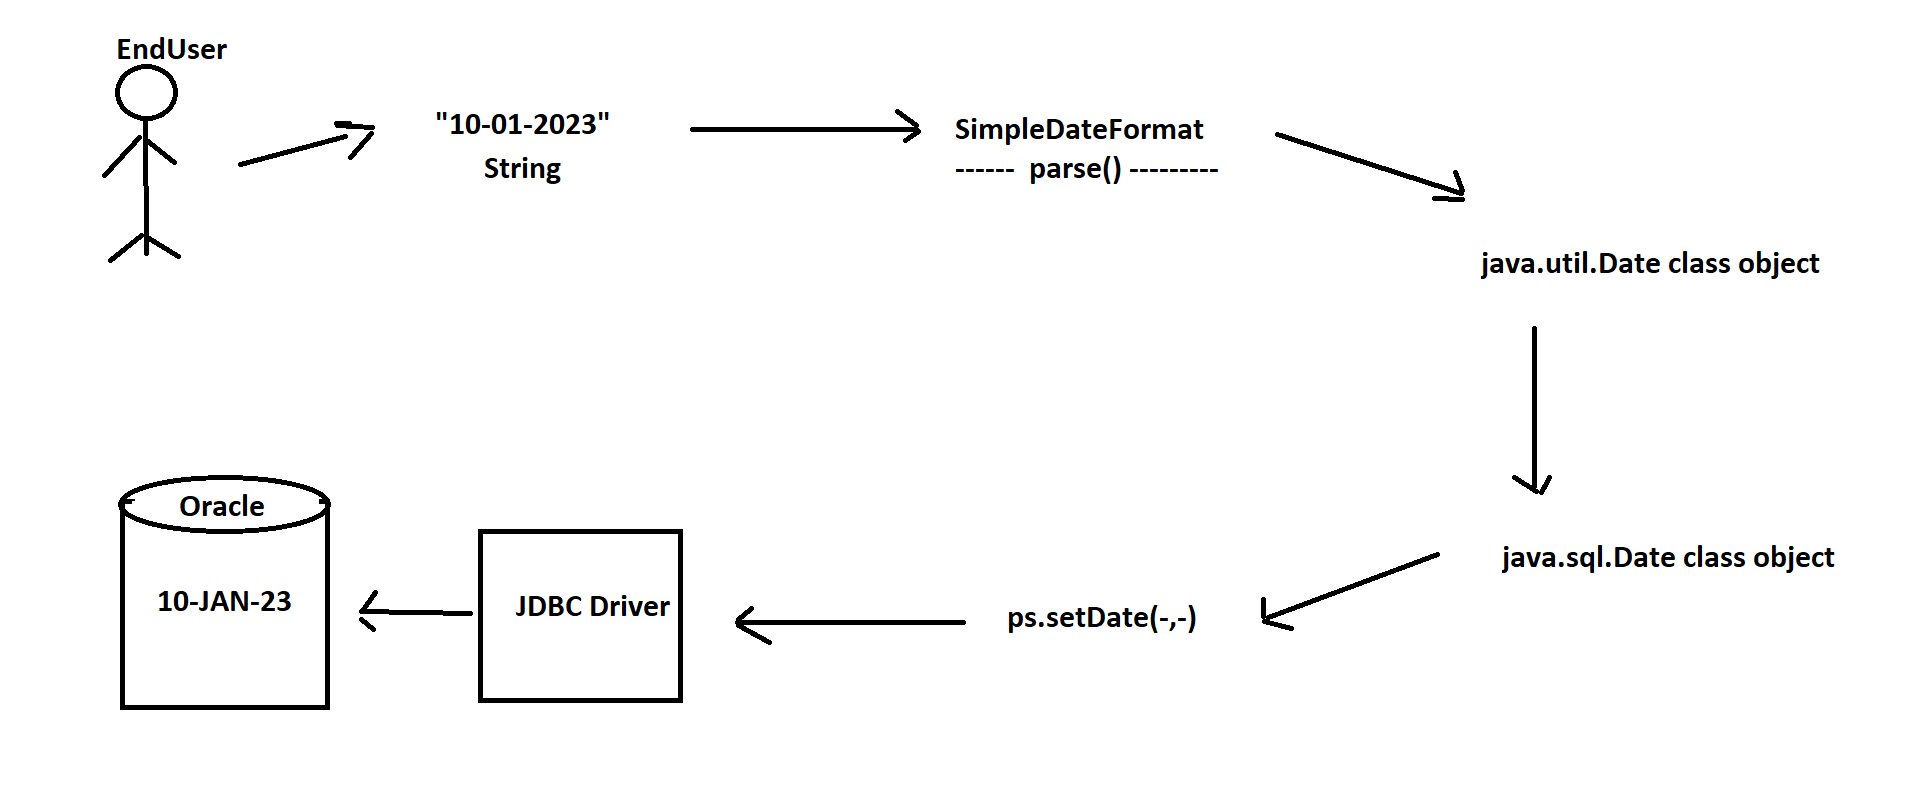 EndUser
"10-01-2023"
String
SimpleDateFormat
------ parse() ---------
java.util.Date class object
java.sql.Date class object
ps.setDate(-,-)
JDBC Driver
Oracle
10-JAN-23